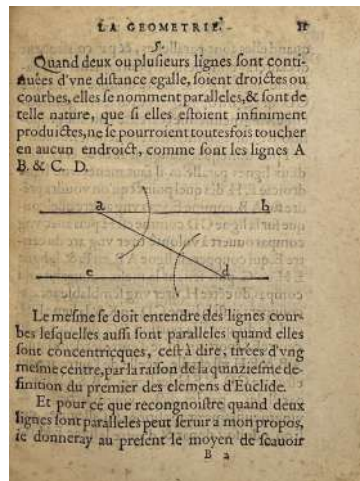 LA GEOMETRIE.
5.
Quand deux ou plusieurs lignes sont conti-
nuées d'vne distance egalle, soient droictes ou
courbes, elles se nomment paralleles, & sont de
telle nature, que si elles estoient infiniment
produictes, ne se pourroient toutesfois toucher
en aucun endroict, comme sont les lignes A
B. & C. D.
a b
c d
Le mesme se doit entendre des lignes cour-
bes lesquelles aussi sont paralleles quand elles
sont concentricques, c'est à dire, tirées d'vng
mesme centre, par la raison de la quinziesme de-
finition du premier des elemens d'Euclide.
Et pour ce que recongnoistre quand deux
lignes sont paralleles peut seruir a mon propos,
ie donneray au present le moyen de scauoir
B a